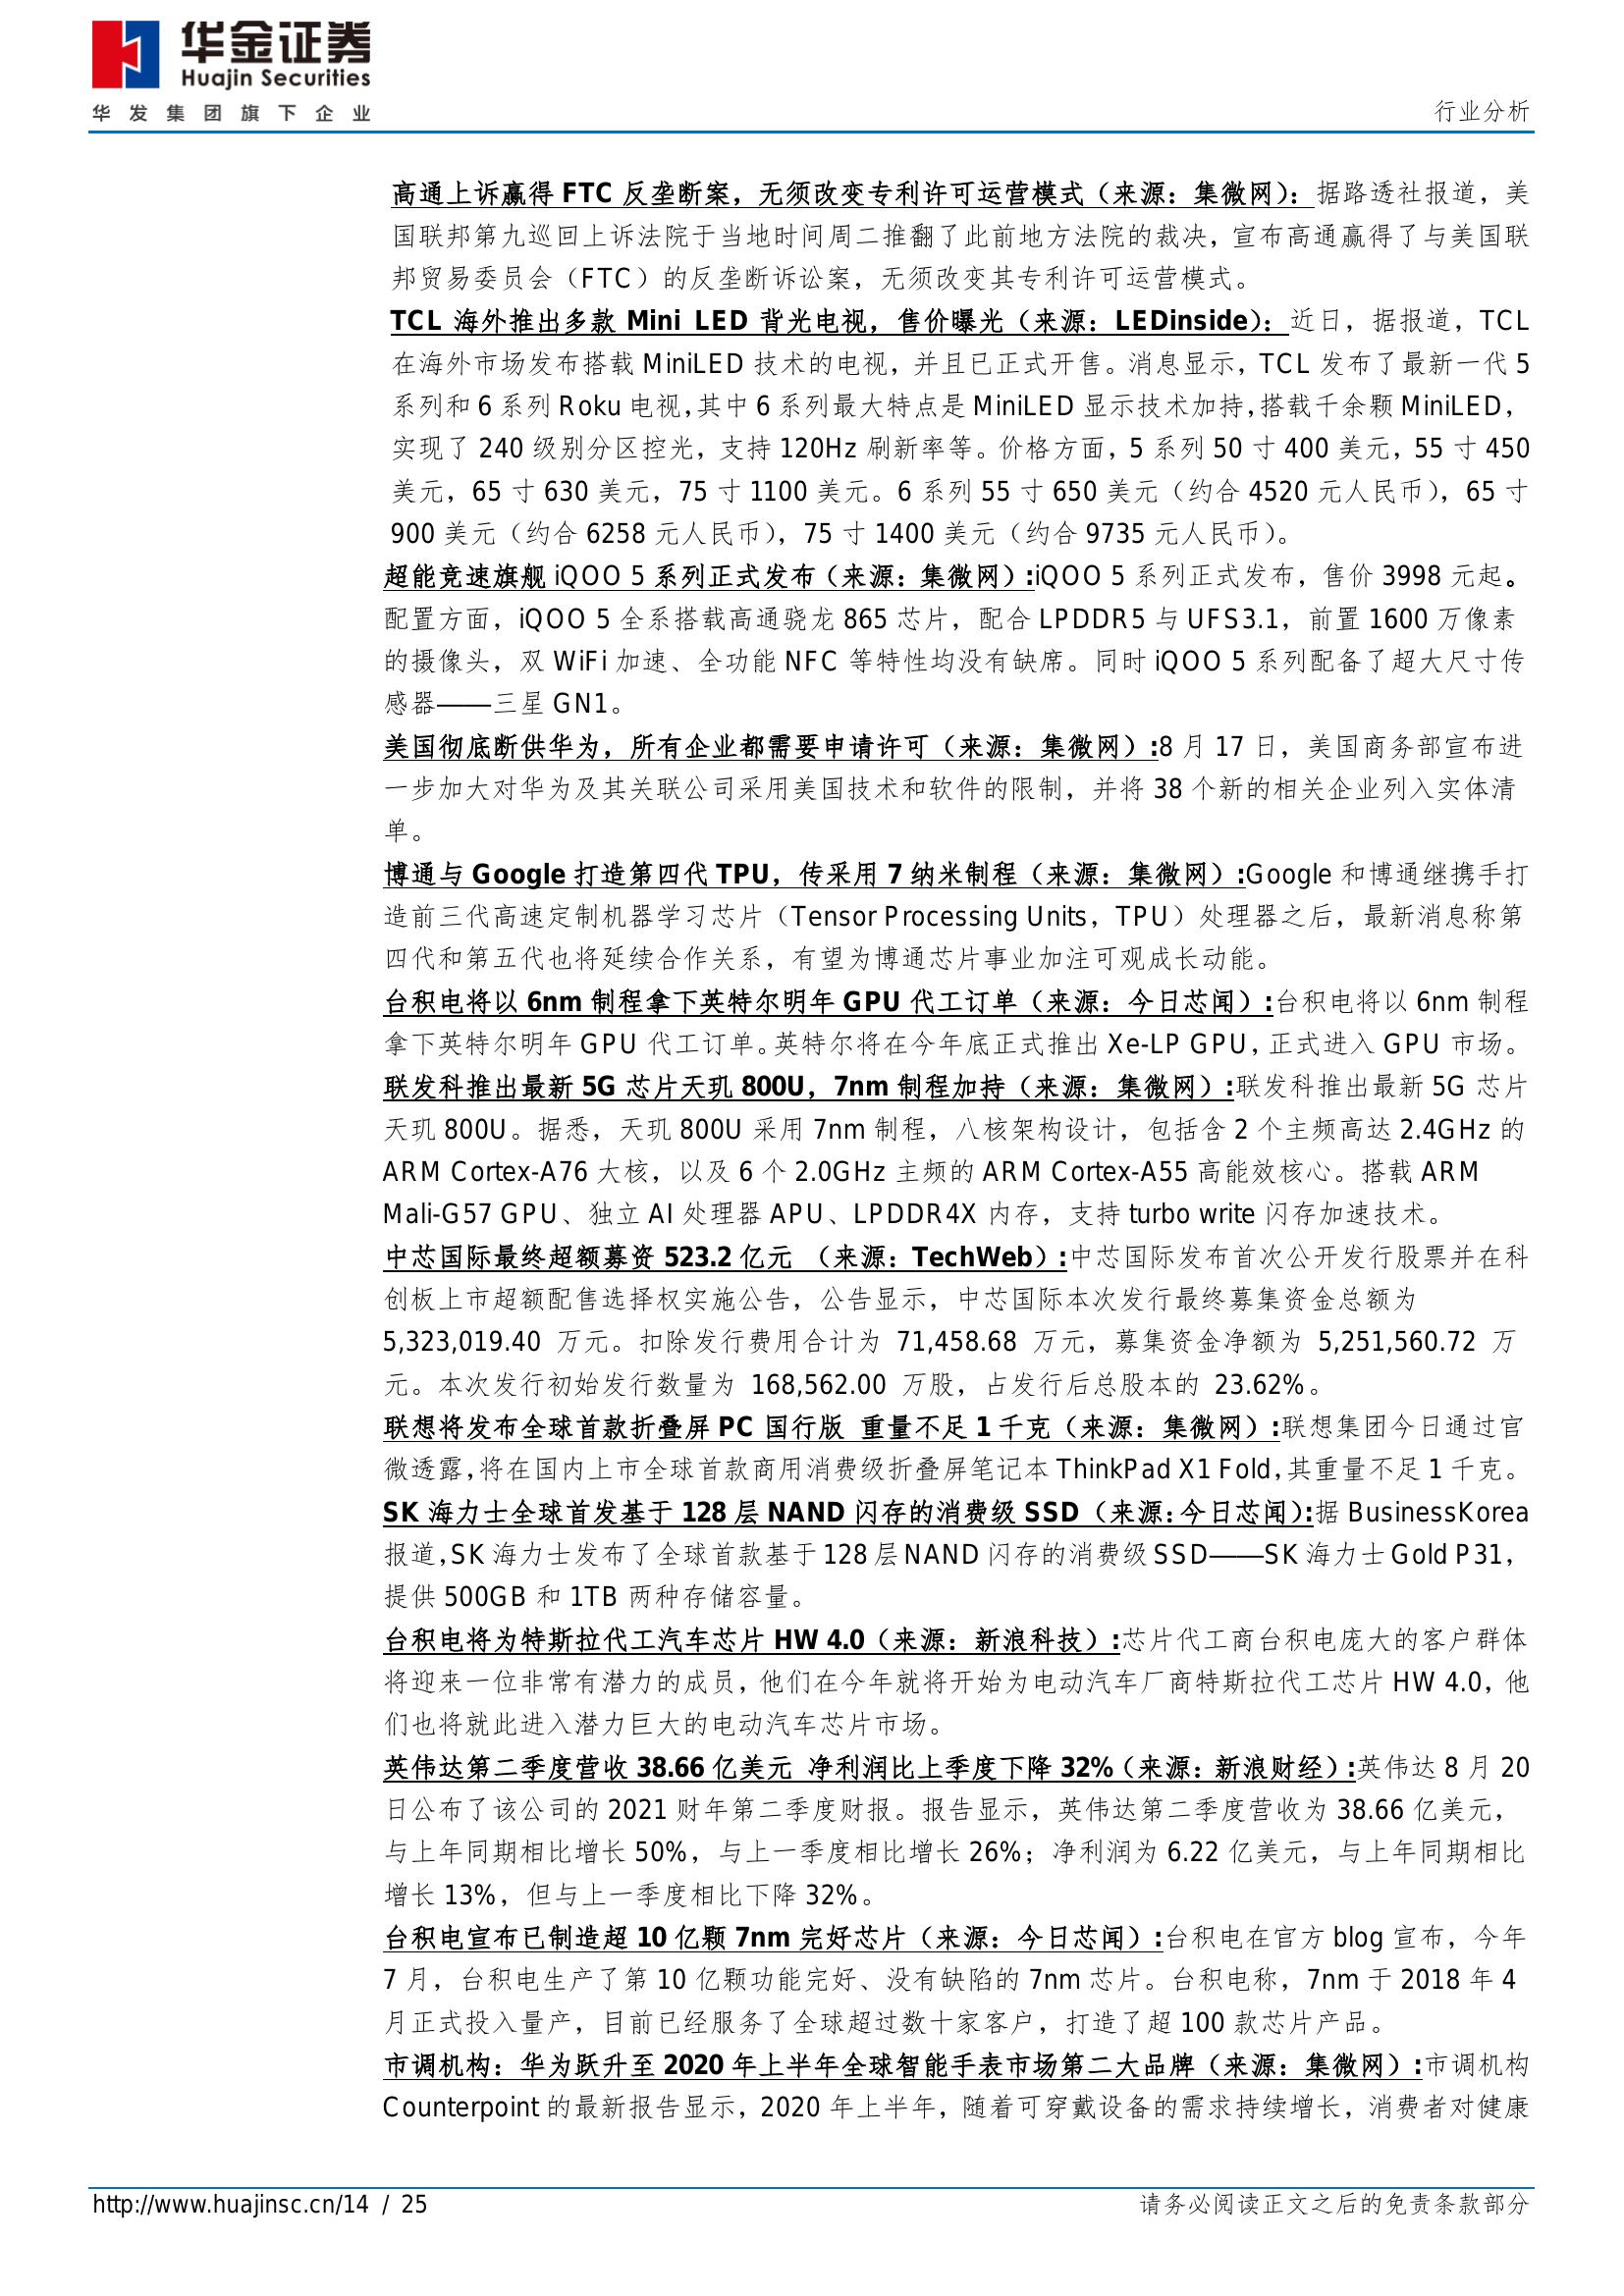 华金证券
Huajin Securities
华发集团旗下企业
行业分析
高通上诉赢得 FTC 反垄断案，无须改变专利许可运营模式（来源：集微网）：据路透社报道，美
国联邦第九巡回上诉法院于当地时间周二推翻了此前地方法院的裁决，宣布高通赢得了与美国联
邦贸易委员会（FTC）的反垄断诉讼案，无须改变其专利许可运营模式。
TCL 海外推出多款 Mini LED 背光电视，售价曝光（来源：LEDinside）：近日，据报道，TCL
在海外市场发布搭载 MiniLED 技术的电视，并且已正式开售。消息显示，TCL 发布了最新一代 5
系列和 6 系列 Roku 电视，其中 6 系列最大特点是 MiniLED 显示技术加持，搭载千余颗 MiniLED，
实现了 240 级别分区控光，支持 120Hz 刷新率等。价格方面，5 系列 50 寸 400 美元，55 寸 450
美元，65 寸 630 美元，75 寸 1100 美元。6 系列 55 寸 650 美元（约合 4520 元人民币），65 寸
900 美元（约合 6258 元人民币），75 寸 1400 美元（约合 9735 元人民币）。
超能竞速旗舰 iQOO 5 系列正式发布（来源：集微网）:iQOO 5 系列正式发布，售价 3998 元起。
配置方面，iQOO 5 全系搭载高通骁龙 865 芯片，配合 LPDDR5 与 UFS3.1，前置 1600 万像素
的摄像头，双 WiFi 加速、全功能 NFC 等特性均没有缺席。同时 iQOO 5 系列配备了超大尺寸传
感器——三星 GN1。
美国彻底断供华为，所有企业都需要申请许可（来源：集微网）:8 月 17 日，美国商务部宣布进
一步加大对华为及其关联公司采用美国技术和软件的限制，并将 38 个新的相关企业列入实体清
单。
博通与 Google 打造第四代 TPU，传采用 7 纳米制程（来源：集微网）:Google 和博通继携手打
造前三代高速定制机器学习芯片（Tensor Processing Units，TPU）处理器之后，最新消息称第
四代和第五代也将延续合作关系，有望为博通芯片事业加注可观成长动能。
台积电将以 6nm 制程拿下英特尔明年 GPU 代工订单（来源：今日芯闻）:台积电将以 6nm 制程
拿下英特尔明年 GPU 代工订单。英特尔将在今年底正式推出 Xe-LP GPU，正式进入 GPU 市场。
联发科推出最新 5G 芯片天玑 800U，7nm 制程加持（来源：集微网）:联发科推出最新 5G 芯片
天玑 800U。据悉，天玑 800U 采用 7nm 制程，八核架构设计，包括含 2 个主频高达 2.4GHz 的
ARM Cortex-A76 大核，以及 6 个 2.0GHz 主频的 ARM Cortex-A55 高能效核心。搭载 ARM
Mali-G57 GPU、独立 AI 处理器 APU、LPDDR4X 内存，支持 turbo write 闪存加速技术。
中芯国际最终超额募资 523.2 亿元 （来源：TechWeb）:中芯国际发布首次公开发行股票并在科
创板上市超额配售选择权实施公告，公告显示，中芯国际本次发行最终募集资金总额为
5,323,019.40 万元。扣除发行费用合计为 71,458.68 万元，募集资金净额为 5,251,560.72 万
元。本次发行初始发行数量为 168,562.00 万股，占发行后总股本的 23.62%。
联想将发布全球首款折叠屏 PC 国行版 重量不足 1 千克（来源：集微网）:联想集团今日通过官
微透露，将在国内上市全球首款商用消费级折叠屏笔记本 ThinkPad X1 Fold，其重量不足 1 千克。
SK 海力士全球首发基于 128 层 NAND 闪存的消费级 SSD（来源：今日芯闻）:据 BusinessKorea
报道，SK 海力士发布了全球首款基于 128 层 NAND 闪存的消费级 SSD——SK 海力士 Gold P31，
提供 500GB 和 1TB 两种存储容量。
台积电将为特斯拉代工汽车芯片 HW 4.0（来源：新浪科技）:芯片代工商台积电庞大的客户群体
将迎来一位非常有潜力的成员，他们在今年就将开始为电动汽车厂商特斯拉代工芯片 HW 4.0，他
们也将就此进入潜力巨大的电动汽车芯片市场。
英伟达第二季度营收 38.66 亿美元 净利润比上季度下降 32%（来源：新浪财经）:英伟达 8 月 20
日公布了该公司的 2021 财年第二季度财报。报告显示，英伟达第二季度营收为 38.66 亿美元，
与上年同期相比增长 50%，与上一季度相比增长 26%；净利润为 6.22 亿美元，与上年同期相比
增长 13%，但与上一季度相比下降 32%。
台积电宣布已制造超 10 亿颗 7nm 完好芯片（来源：今日芯闻）:台积电在官方 blog 宣布，今年
7 月，台积电生产了第 10 亿颗功能完好、没有缺陷的 7nm 芯片。台积电称，7nm 于 2018 年 4
月正式投入量产，目前已经服务了全球超过数十家客户，打造了超 100 款芯片产品。
市调机构：华为跃升至 2020 年上半年全球智能手表市场第二大品牌（来源：集微网）:市调机构
Counterpoint 的最新报告显示，2020 年上半年，随着可穿戴设备的需求持续增长，消费者对健康
http://www.huajinsc.cn/14 / 25
请务必阅读正文之后的免责条款部分